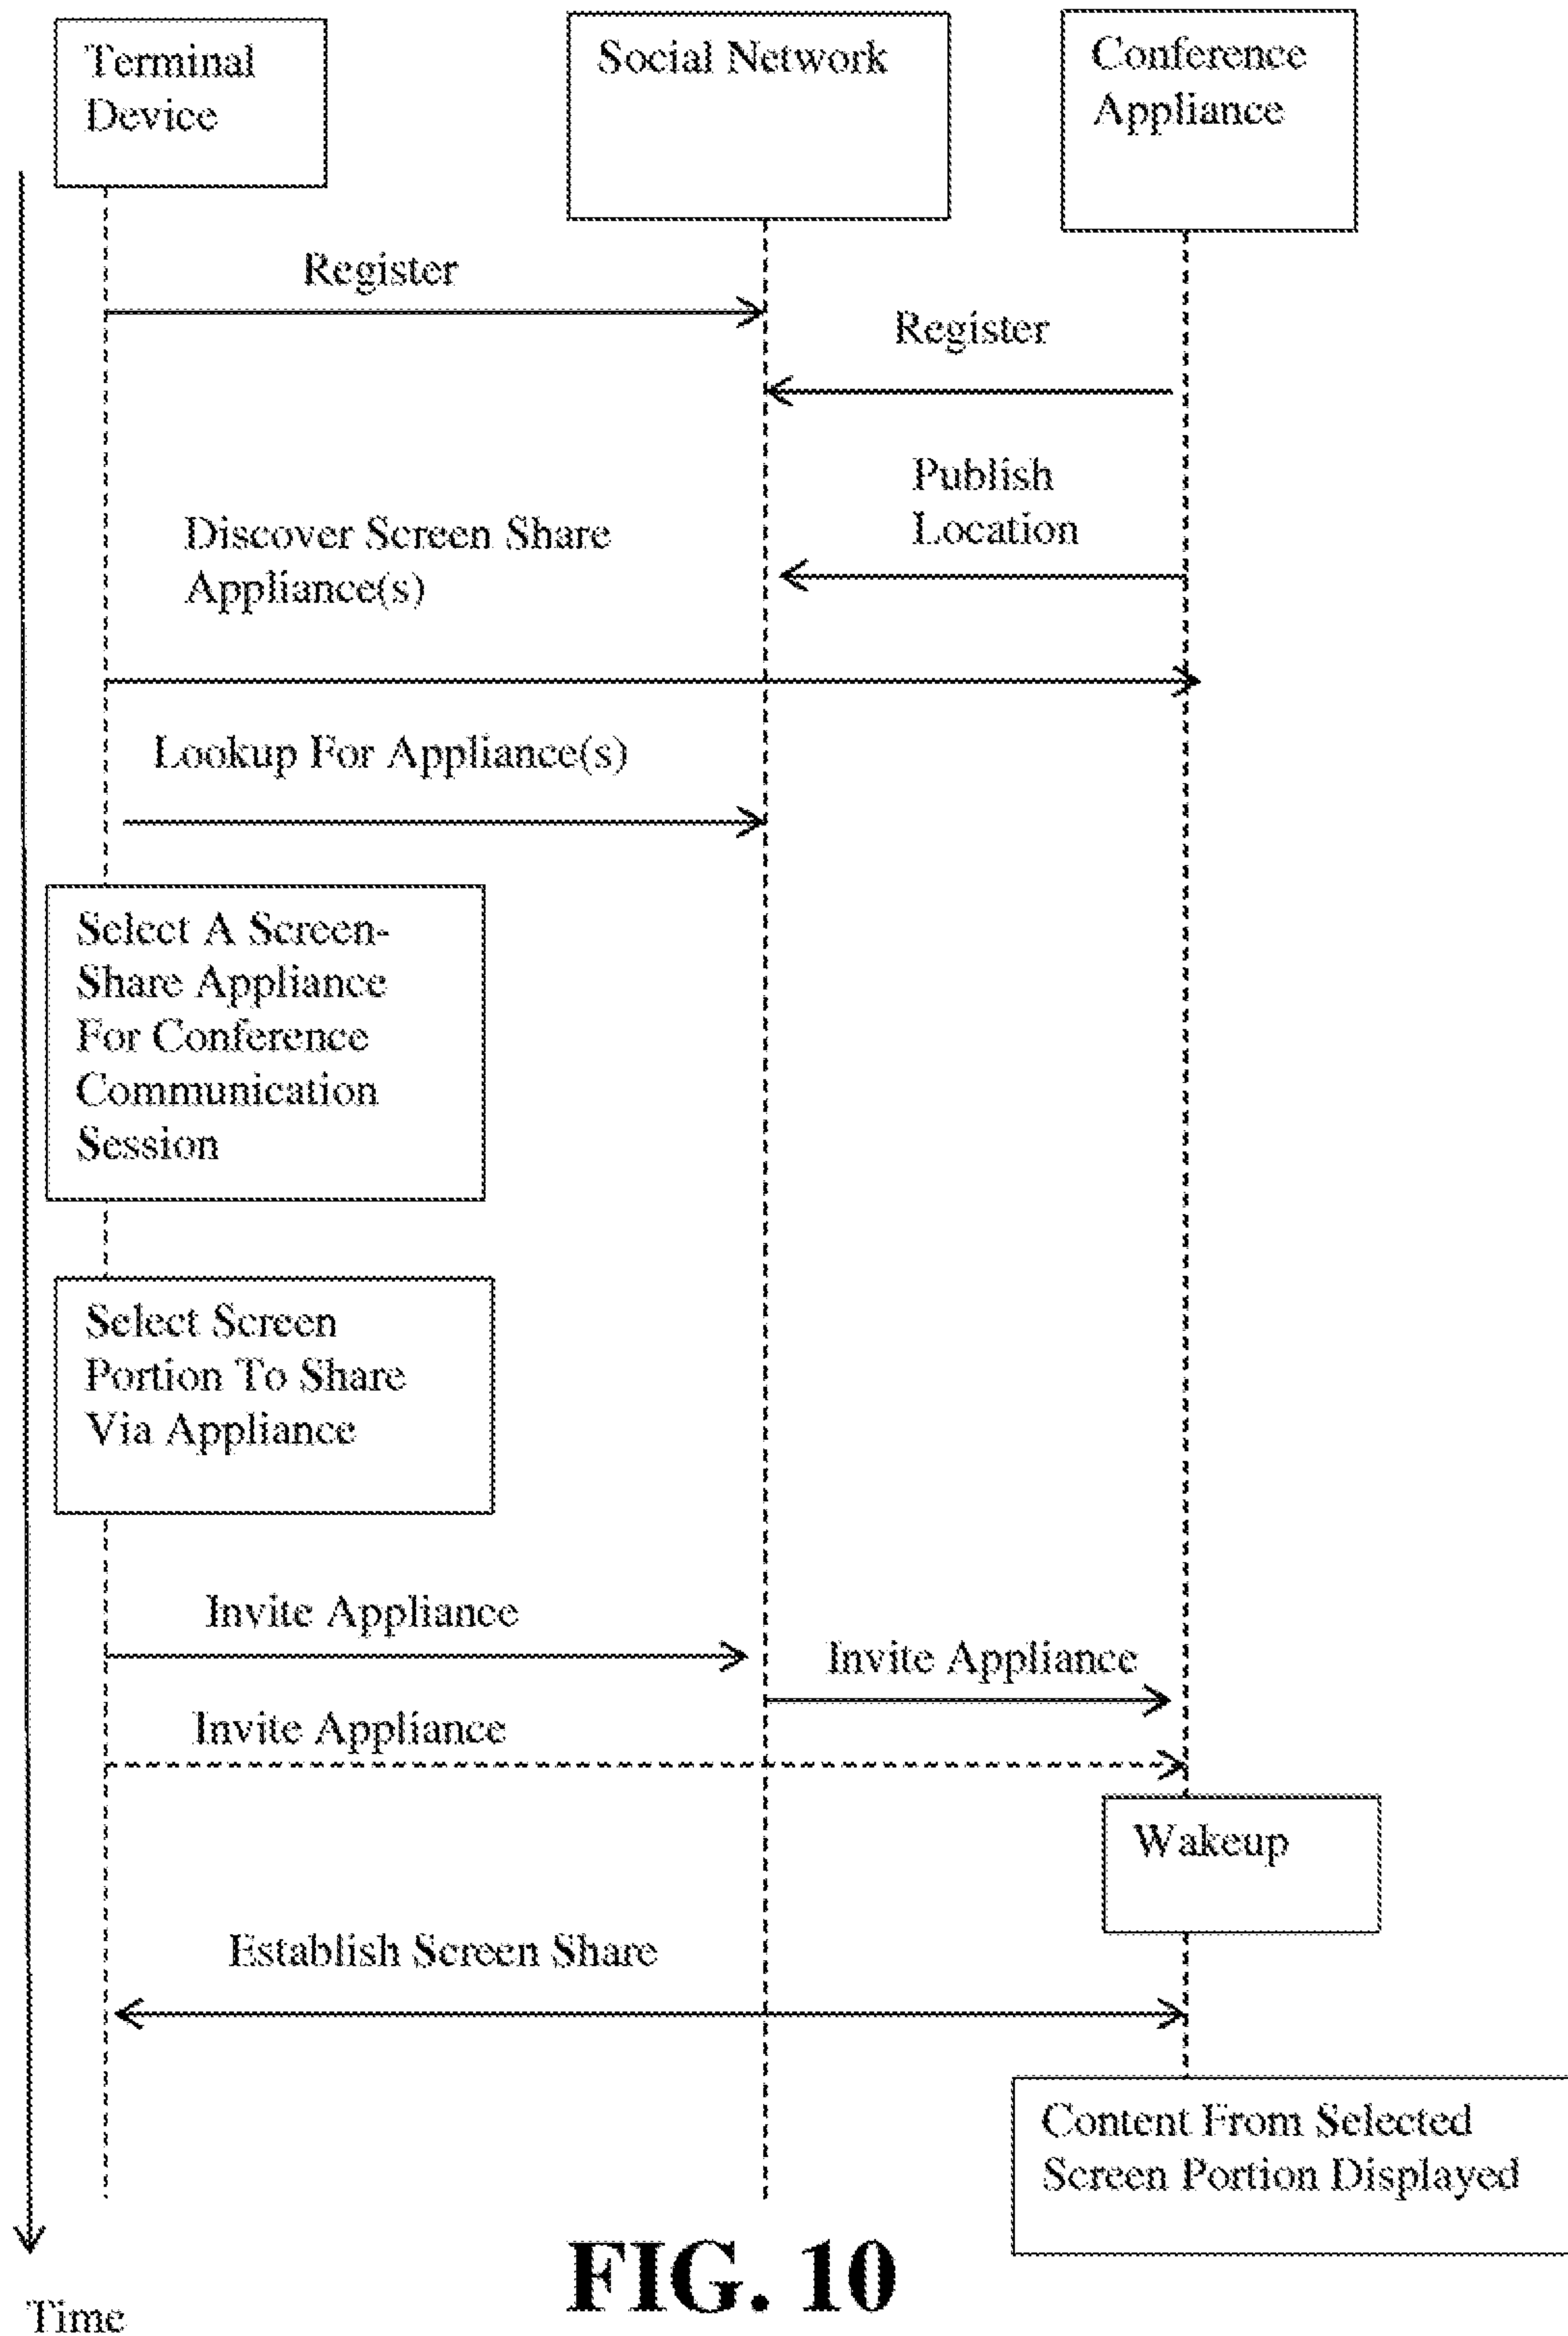 Terminal
Device
Social Network
Conference
Appliance
Register
Register
Publish
Location
Discover Screen Share
Appliance(s)
Lookup For Appliance(s)
Select A Screen-
Share Appliance
For Conference
Communication
Session
Select Screen
Portion To Share
Via Appliance
Invite Appliance
Invite Appliance
Invite Appliance
Wakeup
Establish Screen Share
Content From Selected
Screen Portion Displayed
FIG. 10
Time